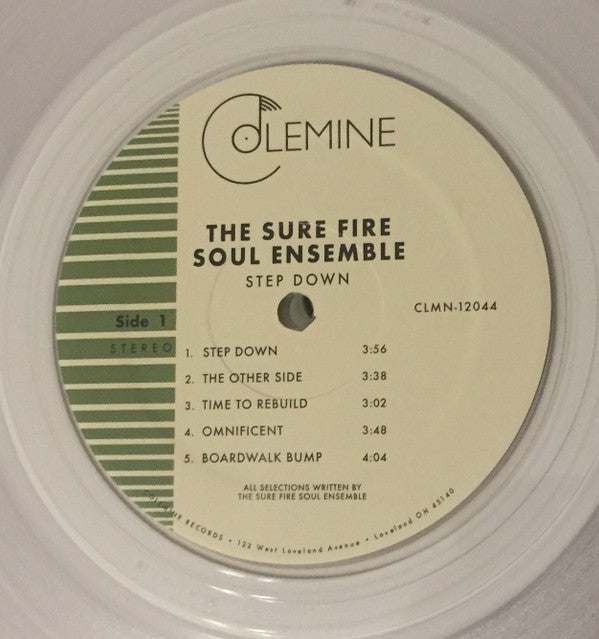 COLEMINE
THE SURE FIRE
SOUL ENSEMBLE
STEP DOWN
CLMN-12044
Side 1
STEREO
1. STEP DOWN 3:56
2. THE OTHER SIDE 3:38
3. TIME TO REBUILD 3:02
4. OMNIFICENT 3:48
5. BOARDWALK BUMP 4:04
ALL SELECTIONS WRITTEN BY
THE SURE FIRE SOUL ENSEMBLE
COLEMINE RECORDS • 122 West Loveland Avenue • Loveland OH 45140